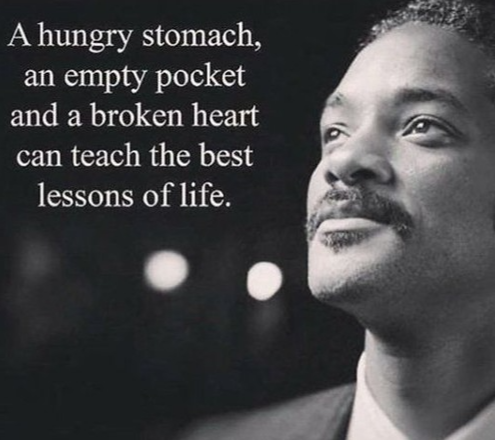 A hungry stomach,
an empty pocket
and a broken heart
can teach the best
lessons of life.